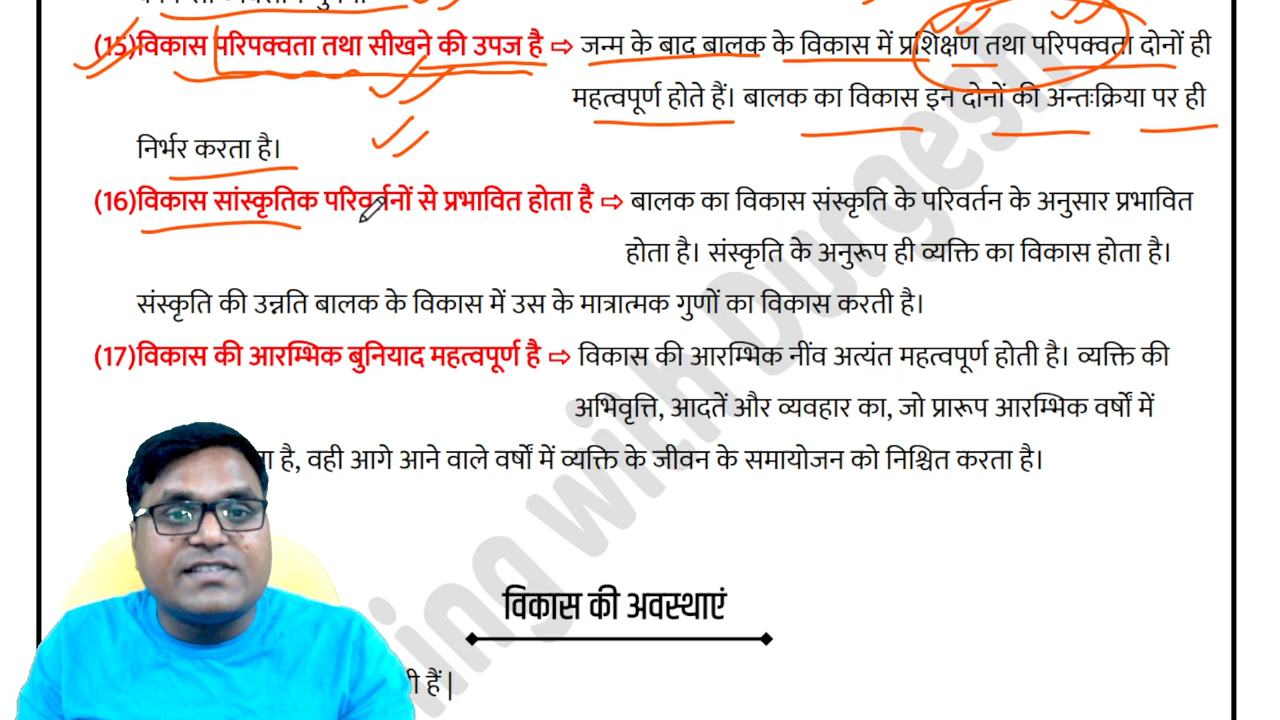 (15)विकास परिपक्वता तथा सीखने की उपज है ⇨ जन्म के बाद बालक के विकास में प्रशिक्षण तथा परिपक्वता दोनों ही
महत्वपूर्ण होते हैं। बालक का विकास इन दोनों की अन्तःक्रिया पर ही
निर्भर करता है।
(16)विकास सांस्कृतिक परिवर्तनों से प्रभावित होता है ⇨ बालक का विकास संस्कृति के परिवर्तन के अनुसार प्रभावित
होता है। संस्कृति के अनुरूप ही व्यक्ति का विकास होता है।
संस्कृति की उन्नति बालक के विकास में उस के मात्रात्मक गुणों का विकास करती है।
(17)विकास की आरम्भिक बुनियाद महत्वपूर्ण है ⇨ विकास की आरम्भिक नींव अत्यंत महत्वपूर्ण होती है। व्यक्ति की
अभिवृत्ति, आदतें और व्यवहार का, जो प्रारूप आरम्भिक वर्षों में
है, वही आगे आने वाले वर्षों में व्यक्ति के जीवन के समायोजन को निश्चित करता है।
विकास की अवस्थाएं
हैं|
with Durgesh